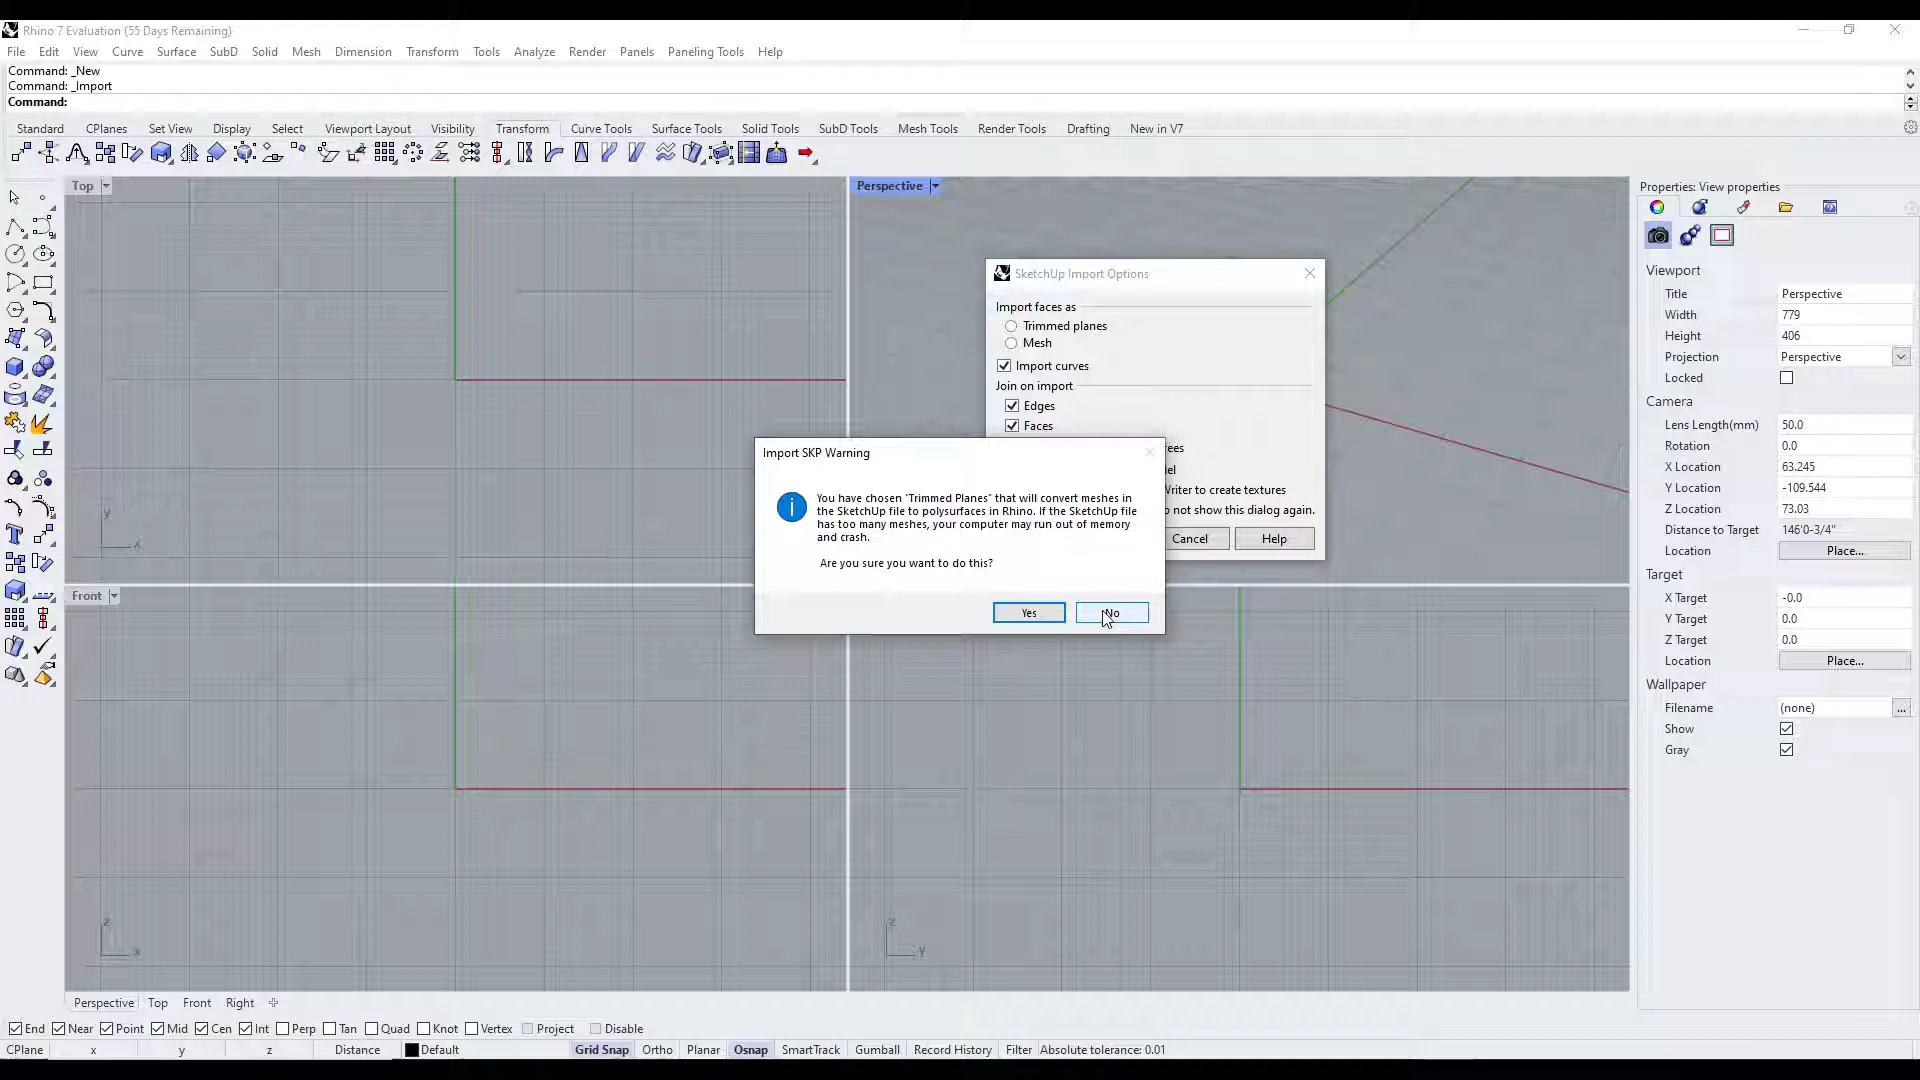 Rhino 7 Evaluation (55 Days Remaining)
File Edit View Curve Surface SubD Solid Mesh Dimension Transform Tools Analyze Render Panels Paneling Tools Help
Command: _New
Command: _Import
Command:
Standard CPlanes Set View Display Select Viewport Layout Visibility Transform Curve Tools Surface Tools Solid Tools SubD Tools Mesh Tools Render Tools Drafting New in V7
Top
Perspective
Properties: View properties
SketchUp Import Options
Import faces as
Trimmed planes
Mesh
Import curves
Join on import
Edges
Faces
rees
el
Writer to create textures
o not show this dialog again.
Cancel Help
Import SKP Warning
You have chosen "Trimmed Planes" that will convert meshes in
the SketchUp file to polysurfaces in Rhino. If the SketchUp file
has too many meshes, your computer may run out of memory
and crash.
Are you sure you want to do this?
Yes No
Viewport
Title Perspective
Width 779
Height 406
Projection Perspective
Locked
Camera
Lens Length(mm) 50.0
Rotation 0.0
X Location 63.245
Y Location -109.544
Z Location 73.03
Distance to Target 146'0-3/4"
Location Place...
Target
X Target -0.0
Y Target 0.0
Z Target 0.0
Location Place...
Wallpaper
Filename (none) ...
Show
Gray
y
x
Front
z
x
z
y
Perspective Top Front Right
End Near Point Mid Cen Int Perp Tan Quad Knot Vertex Project Disable
CPlane x y z Distance Default Grid Snap Ortho Planar Osnap SmartTrack Gumball Record History Filter Absolute tolerance: 0.01